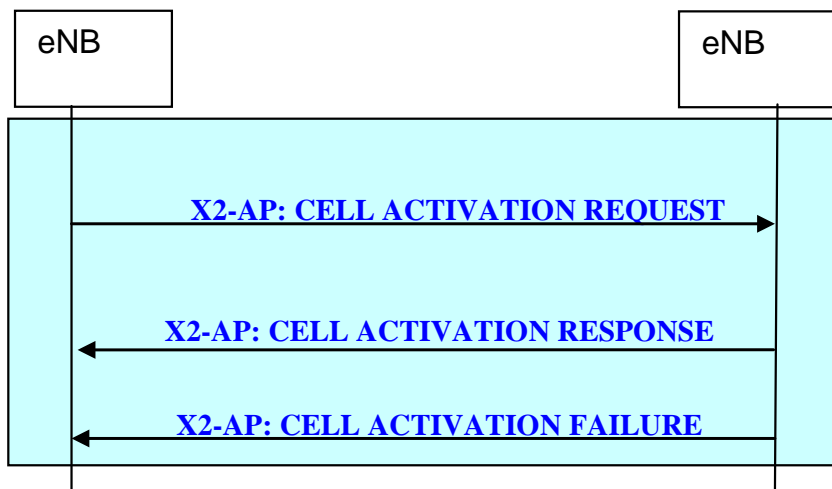 eNB
eNB
X2-AP: CELL ACTIVATION REQUEST
X2-AP: CELL ACTIVATION RESPONSE
X2-AP: CELL ACTIVATION FAILURE